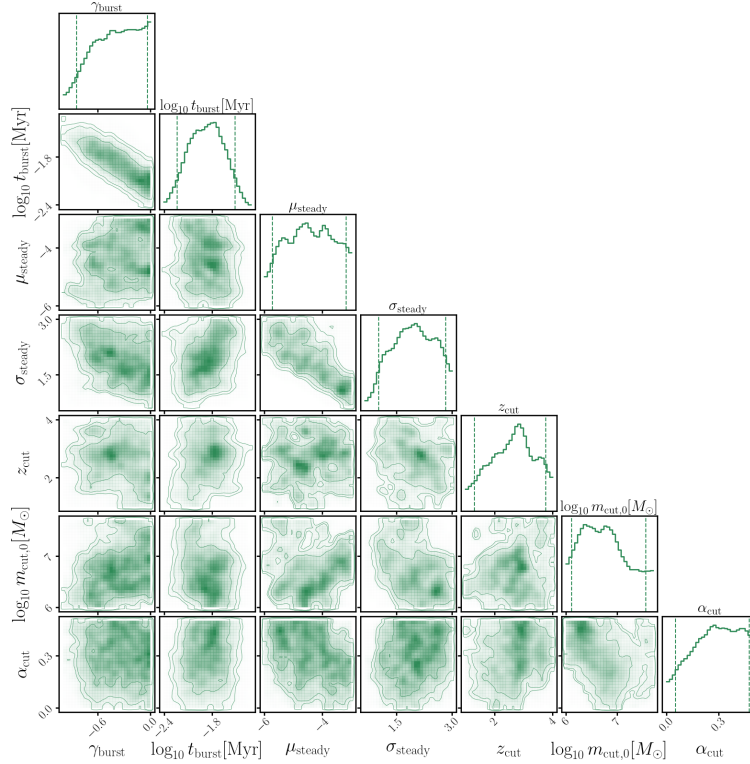 γburst
log10 tburst[Myr]
log10 tburst[Myr]
−1.8
−2.4
μsteady
μsteady
−4
−6
σsteady
σsteady
3.0
1.5
zcut
zcut
4
2
log10 mcut,0[M⊙]
log10 mcut,0[M⊙]
7
6
αcut
αcut
0.3
0.0
−0.6 0.0 −2.4 −1.8 −6 −4 1.5 3.0 2 4 6 7 0.0 0.3
γburst log10 tburst[Myr] μsteady σsteady zcut log10 mcut,0[M⊙] αcut